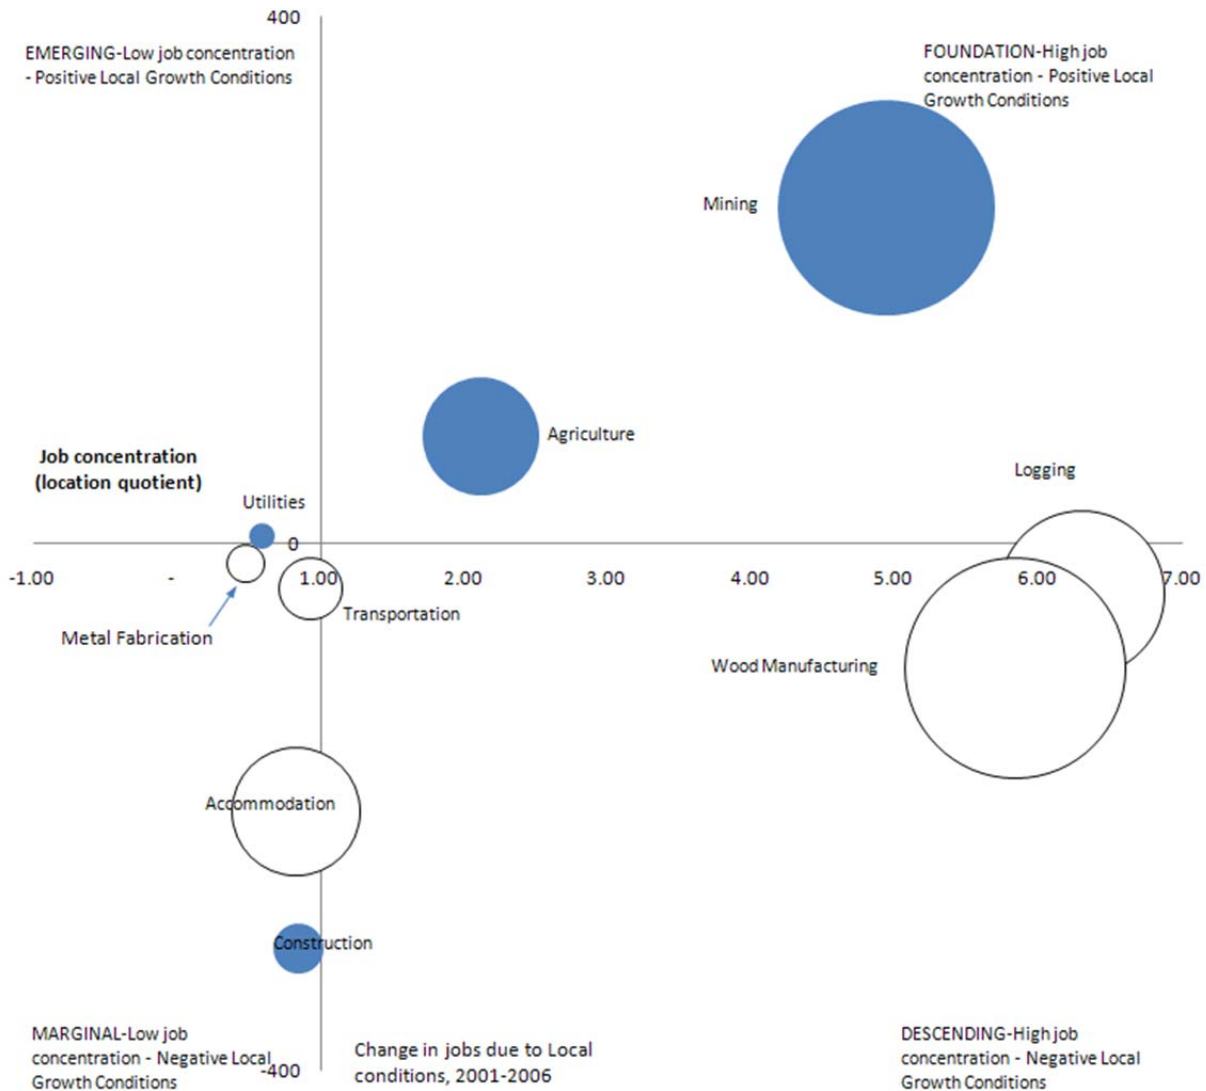 400
EMERGING-Low job concentration
- Positive Local Growth Conditions
FOUNDATION-High job
concentration - Positive Local
Growth Conditions
Mining
Agriculture
Job concentration
(location quotient)
Logging
Utilities
0
-1.00 - 1.00 2.00 3.00 4.00 5.00 6.00 7.00
Transportation
Metal Fabrication
Wood Manufacturing
Accommodation
Construction
MARGINAL-Low job
concentration - Negative Local
Growth Conditions
-400
Change in jobs due to Local
conditions, 2001-2006
DESCENDING-High job
concentration - Negative Local
Growth Conditions